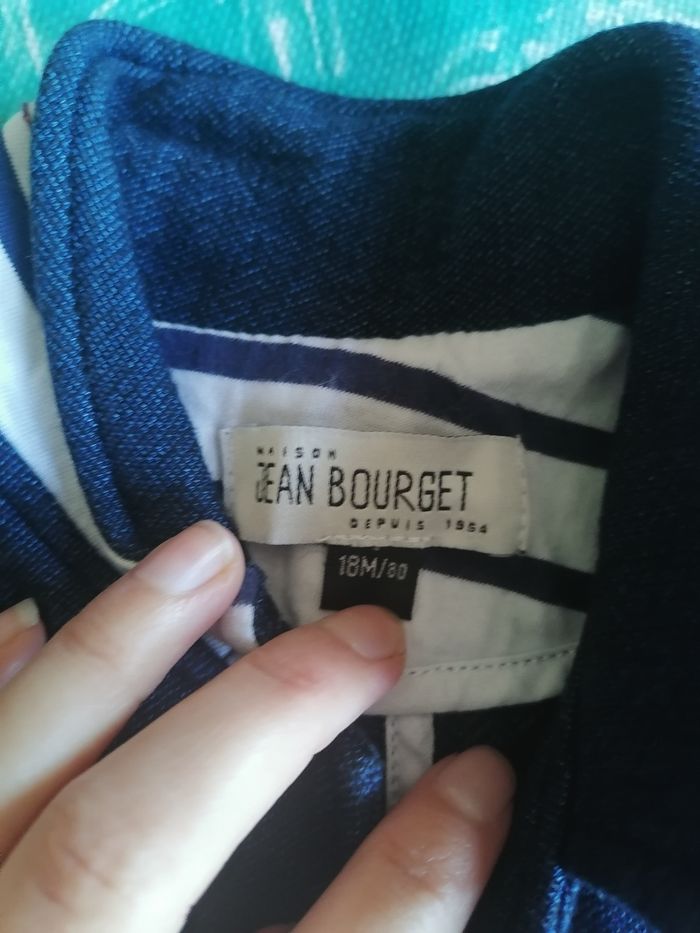 MAISON
JEAN BOURGET
DEPUIS 1964
18M/80